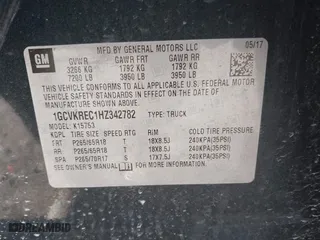 GM
MFD BY GENERAL MOTORS LLC
05/17
GVWR GAWR FRT GAWR RR
3266 KG 1792 KG 1792 KG
7200 LB 3950 LB 3950 LB
THIS VEHICLE CONFORMS TO ALL APPLICABLE U.S. FEDERAL MOTOR VEHICLE SAFETY STANDARDS IN EFFECT ON THE DATE OF MANUFACTURE SHOWN ABOVE.
1GCVKREC1HZ342782 TYPE: TRUCK
MODEL: K15753
KCPL TIRE SIZE SPEED RTG RIM COLD TIRE PRESSURE
FRT P265/65R18 T 18X8.5J 240KPA(35PSI)
RR P265/65R18 T 18X8.5J 240KPA(35PSI)
SPA P265/70R17 S 17X7.5J 240KPA(35PSI)
SEE OWNER'S MANUAL FOR MORE INFORMATION.
DREAMBID